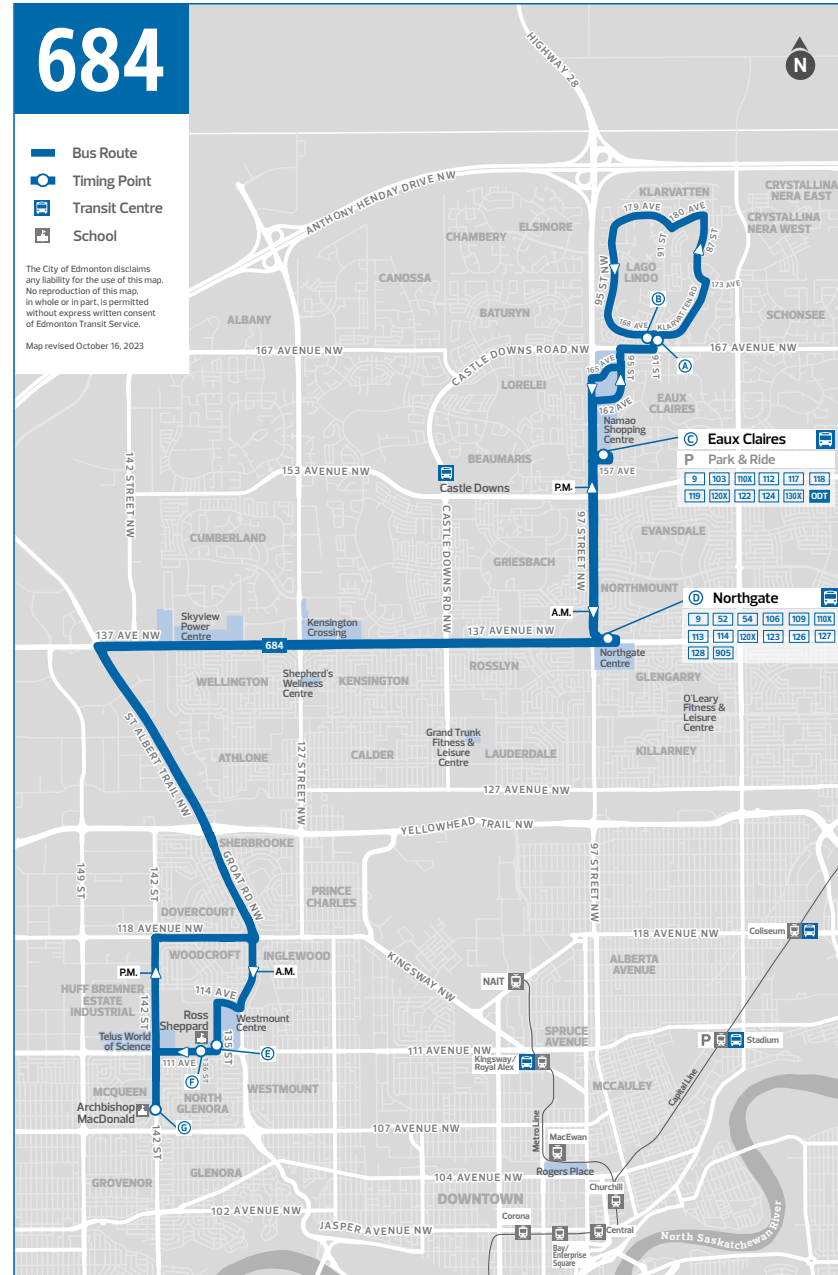 684
N
Bus Route
Timing Point
Transit Centre
School
The City of Edmonton disclaims
any liability for the use of this map.
No reproduction of this map,
in whole or in part, is permitted
without express written consent
of Edmonton Transit Service.
Map revised October 16, 2023
HIGHWAY 28
ANTHONY HENDAY DRIVE NW
KLARVATTEN
CRYSTALLINA
NERA EAST
CRYSTALLINA
NERA WEST
179 AVE
180 AVE
91 ST
87 ST
ELSINORE
CHAMBERY
CANOSSA
95 ST NW
LAGO
LINDO
173 AVE
KLARVATTEN RD
168 AVE
B
A
BATURYN
SCHONSEE
ALBANY
167 AVENUE NW
CASTLE DOWNS ROAD NW
167 AVENUE NW
165 AVE
95 ST
91 ST
LORELEI
162 AVE
EAUX
CLAIRES
Namao
Shopping
Centre
C Eaux Claires
P Park & Ride
9 103 110X 112 117 118
119 120X 122 124 130X ODT
BEAUMARIS
157 AVE
142 STREET NW
153 AVENUE NW
Castle Downs
P.M.
CUMBERLAND
CASTLE DOWNS RD NW
97 STREET NW
EVANSDALE
GRIESBACH
NORTHMOUNT
A.M.
D Northgate
9 52 54 106 109 110X
113 114 120X 123 126 127
128 905
Skyview
Power
Centre
Kensington
Crossing
137 AVE NW
137 AVENUE NW
684
Northgate
Centre
Shepherd's
Wellness
Centre
WELLINGTON
KENSINGTON
ROSSLYN
GLENGARRY
O'Leary
Fitness &
Leisure
Centre
ST ALBERT TRAIL NW
127 STREET NW
Grand Trunk
Fitness &
Leisure
Centre
ATHLONE
CALDER
LAUDERDALE
KILLARNEY
127 AVENUE NW
YELLOWHEAD TRAIL NW
SHERBROOKE
GROAT RD NW
149 ST
142 ST
97 STREET NW
PRINCE
CHARLES
DOVERCOURT
118 AVENUE NW
118 AVENUE NW
Coliseum
WOODCROFT
INGLEWOOD
KINGSWAY NW
ALBERTA
AVENUE
P.M.
A.M.
NAIT
HUFF BREMNER
ESTATE
INDUSTRIAL
142 ST
114 AVE
Ross
Sheppard
Westmount
Centre
Telus World
of Science
135 ST
E
111 AVE
136 ST
F
111 AVENUE NW
SPRUCE
AVENUE
P
Stadium
Kingsway/
Royal Alex
MCCAULEY
Capital Line
MCQUEEN
NORTH
GLENORA
WESTMOUNT
Archbishop
MacDonald
G
107 AVENUE NW
Metro Line
MacEwan
Rogers Place
142 ST
GLENORA
GROVENOR
104 AVENUE NW
Churchill
DOWNTOWN
102 AVENUE NW
JASPER AVENUE NW
Corona
Bay/
Enterprise
Square
Central
North Saskatchewan River